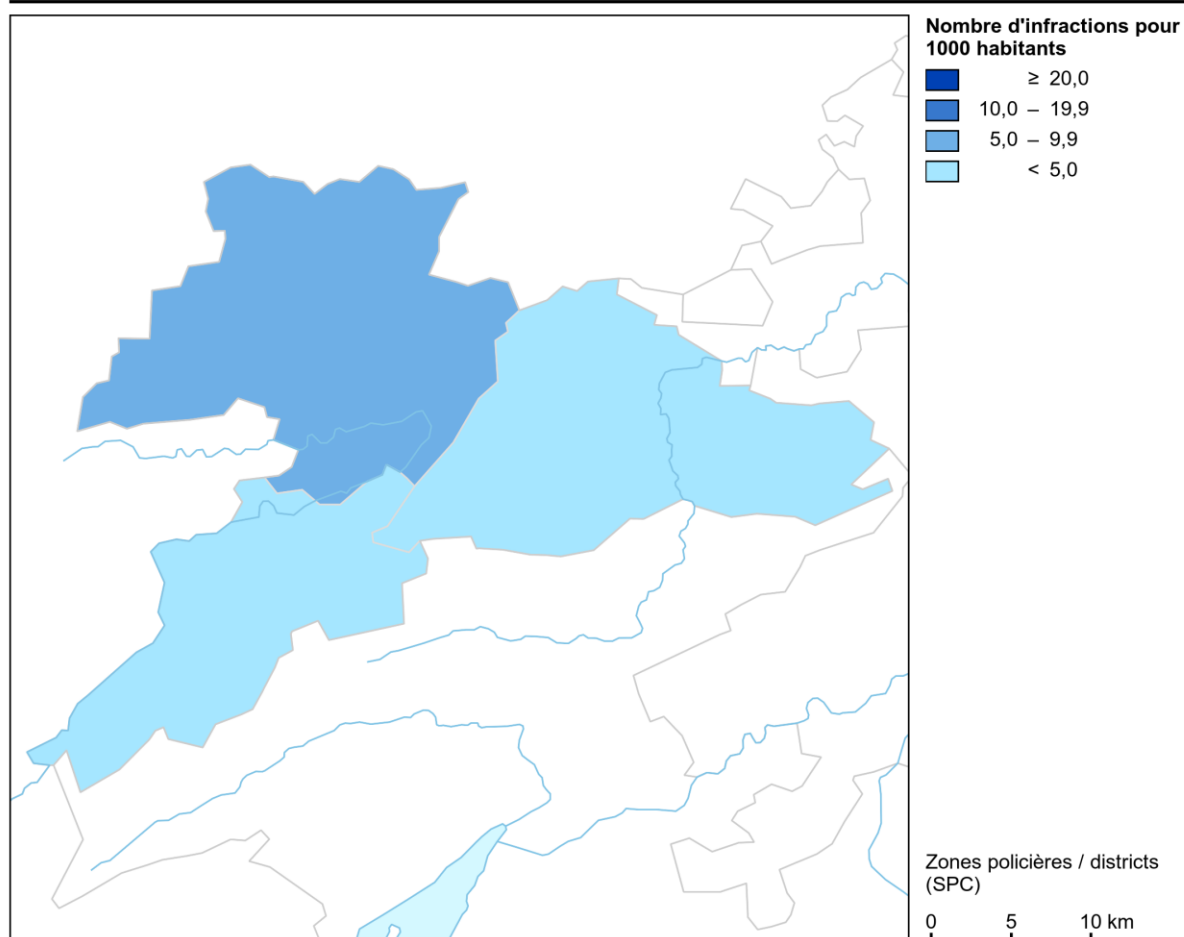 Nombre d'infractions pour
1000 habitants
≥ 20,0
10,0 – 19,9
5,0 – 9,9
< 5,0
Zones policières / districts
(SPC)
0 5 10 km